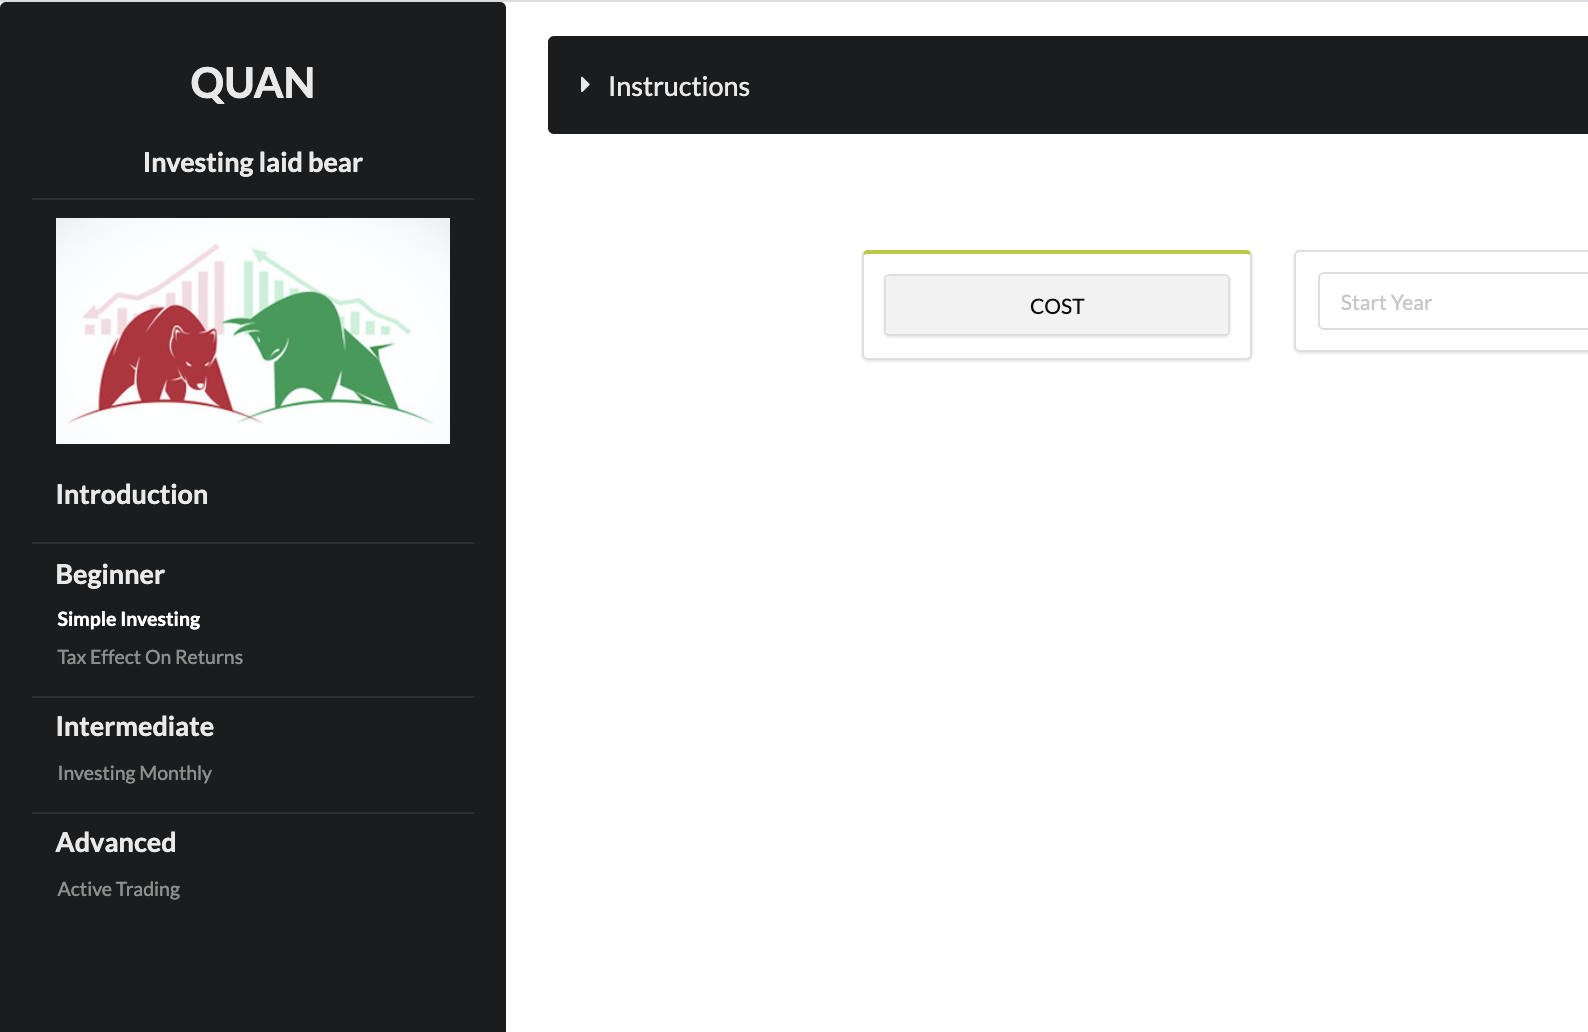 QUAN
Investing laid bear
Introduction
Beginner
Simple Investing
Tax Effect On Returns
Intermediate
Investing Monthly
Advanced
Active Trading
Instructions
COST
Start Year